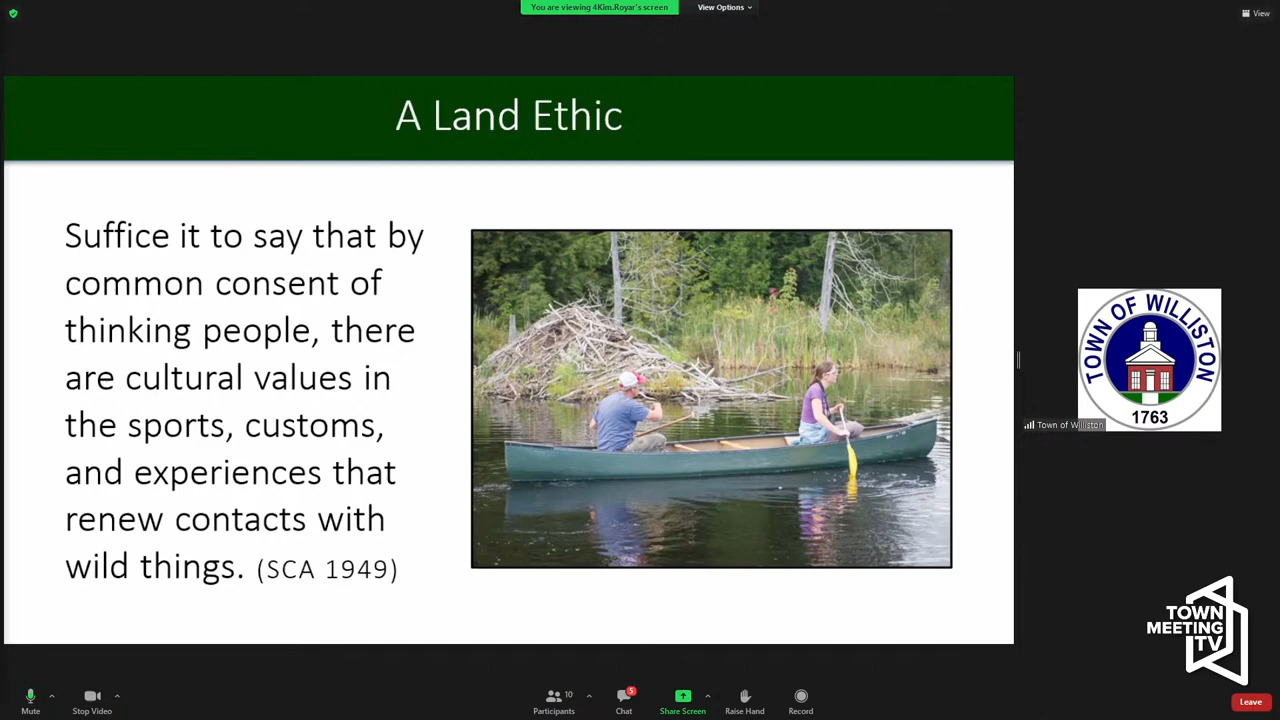 You are viewing 4Kim.Royar's screen
View Options
View
A Land Ethic
Suffice it to say that by
common consent of
thinking people, there
are cultural values in
the sports, customs,
and experiences that
renew contacts with
wild things. (SCA 1949)
TOWN OF WILLISTON
1763
Town of Williston
TOWN
MEETING
TV
Mute
Stop Video
10
Participants
5
Chat
Share Screen
Raise Hand
Record
Leave